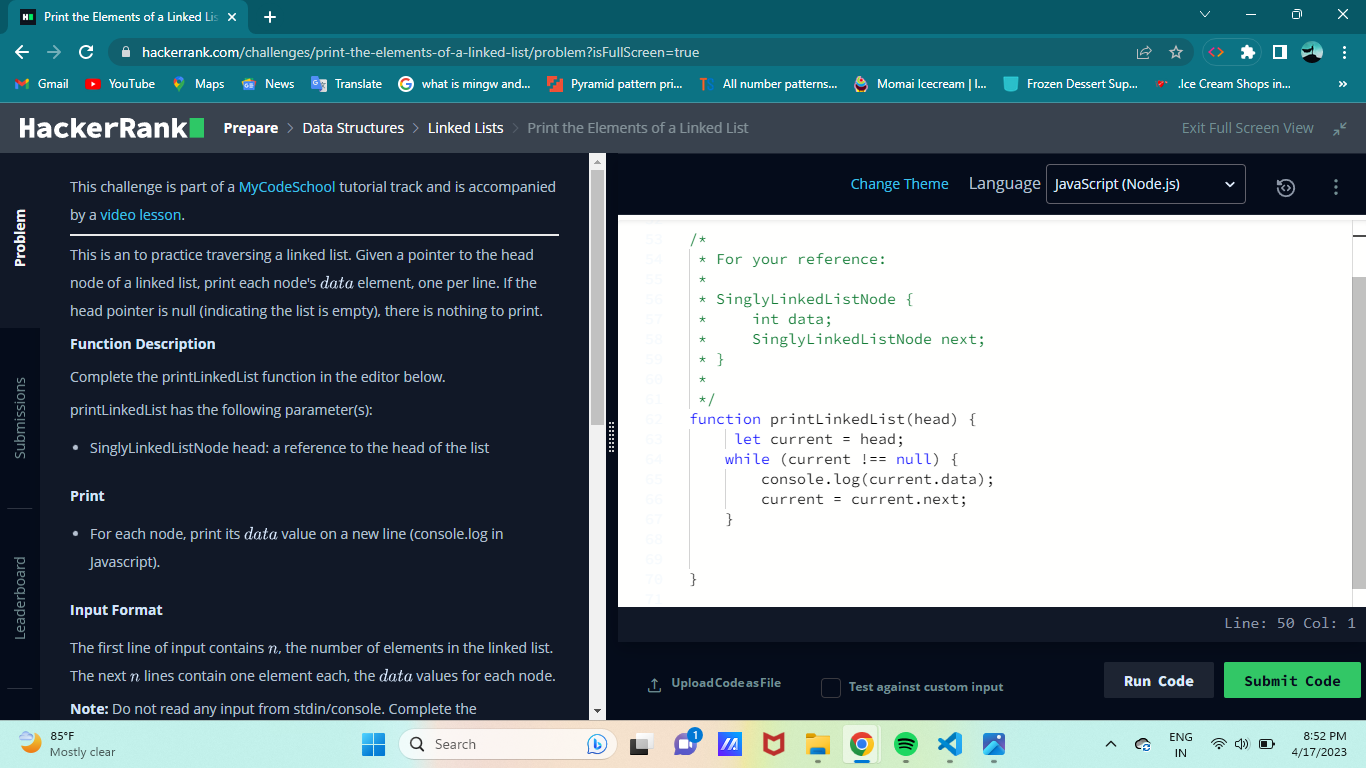 Print the Elements of a Linked Lis
hackerrank.com/challenges/print-the-elements-of-a-linked-list/problem?isFullScreen=true
Gmail YouTube Maps News Translate what is mingw and... Pyramid pattern pri... All number patterns... Momai Icecream | I... Frozen Dessert Sup... .Ice Cream Shops in... »
HackerRank Prepare > Data Structures > Linked Lists > Print the Elements of a Linked List Exit Full Screen View
Problem
Submissions
Leaderboard
This challenge is part of a MyCodeSchool tutorial track and is accompanied
by a video lesson.
This is an to practice traversing a linked list. Given a pointer to the head
node of a linked list, print each node's data element, one per line. If the
head pointer is null (indicating the list is empty), there is nothing to print.
Function Description
Complete the printLinkedList function in the editor below.
printLinkedList has the following parameter(s):
• SinglyLinkedListNode head: a reference to the head of the list
Print
• For each node, print its data value on a new line (console.log in
Javascript).
Input Format
The first line of input contains n, the number of elements in the linked list.
The next n lines contain one element each, the data values for each node.
Note: Do not read any input from stdin/console. Complete the
Change Theme Language JavaScript (Node.js)
53 /*
54 * For your reference:
55 *
56 * SinglyLinkedListNode {
57 * int data;
58 * SinglyLinkedListNode next;
59 * }
60 *
61 */
62 function printLinkedList(head) {
63 let current = head;
64 while (current !== null) {
65 console.log(current.data);
66 current = current.next;
67 }
68
69
70 }
71
Line: 50 Col: 1
Upload Code as File Test against custom input Run Code Submit Code
85°F
Mostly clear
Search
1
ENG
IN
8:52 PM
4/17/2023